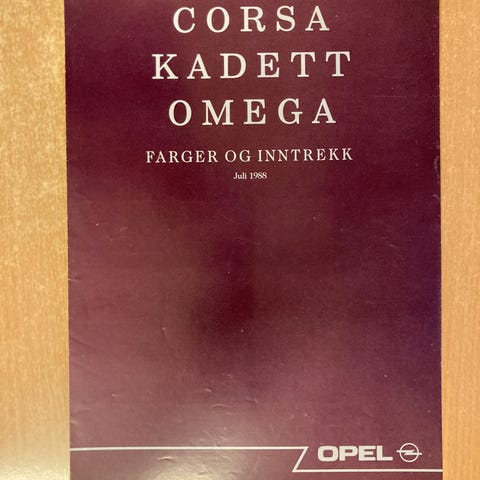 CORSA
KADETT
OMEGA
FARGER OG INNTREKK
Juli 1988
OPEL